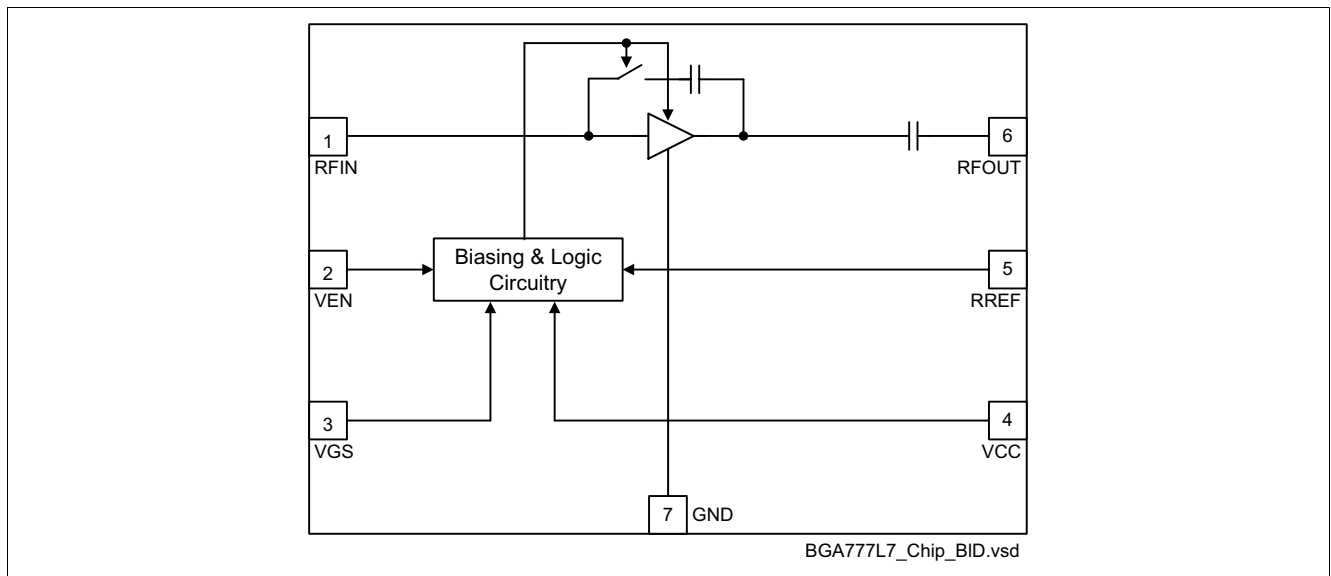 1
RFIN
6
RFOUT
2
VEN
Biasing & Logic
Circuitry
5
RREF
3
VGS
4
VCC
7 GND
BGA777L7_Chip_BID.vsd